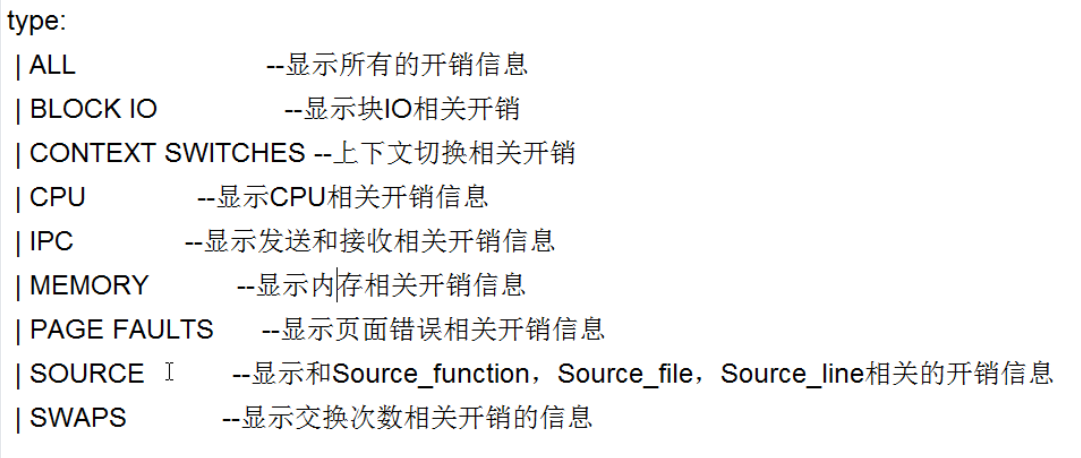 type:
| ALL --显示所有的开销信息
| BLOCK IO --显示块IO相关开销
| CONTEXT SWITCHES --上下文切换相关开销
| CPU --显示CPU相关开销信息
| IPC --显示发送和接收相关开销信息
| MEMORY --显示内存相关开销信息
| PAGE FAULTS --显示页面错误相关开销信息
| SOURCE --显示和Source_function，Source_file，Source_line相关的开销信息
| SWAPS --显示交换次数相关开销的信息